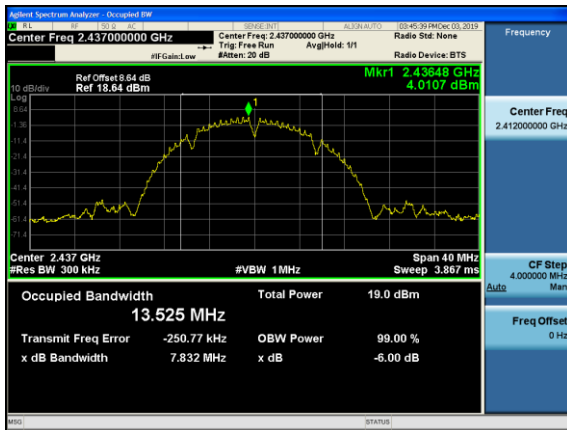 Agilent Spectrum Analyzer - Occupied BW
RL RF 50 Ω AC SENSE:INT ALIGN AUTO 03:45:39 PM Dec 03, 2019
Center Freq 2.437000000 GHz Center Freq: 2.437000000 GHz Radio Std: None
Trig: Free Run Avg|Hold: 1/1
#IFGain:Low #Atten: 20 dB Radio Device: BTS
Frequency
Ref Offset 8.64 dB Mkr1 2.43648 GHz
10 dB/div Ref 18.64 dBm 4.0107 dBm
Log
1
8.64
-1.36
-11.4
-21.4
-31.4
-41.4
-51.4
-61.4
-71.4
Center 2.437 GHz Span 40 MHz
#Res BW 300 kHz #VBW 1 MHz Sweep 3.867 ms
Occupied Bandwidth Total Power 19.0 dBm
13.525 MHz
Transmit Freq Error -250.77 kHz OBW Power 99.00 %
x dB Bandwidth 7.832 MHz x dB -6.00 dB
Center Freq
2.412000000 GHz
CF Step
4.000000 MHz
Auto Man
Freq Offset
0 Hz
MSG STATUS